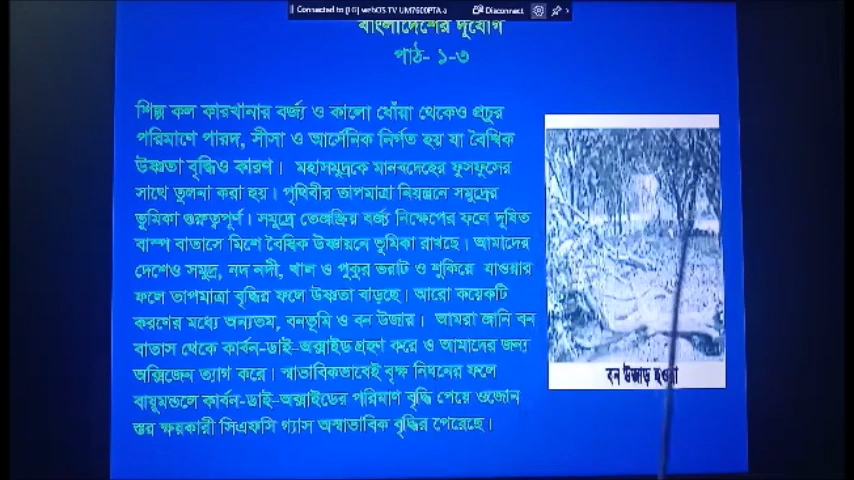 Connected to [LG] webOS TV UM7600PTA-a
Disconnect
বাংলাদেশের দূর্যোগ
পাঠ- ১-৩
শিল্প কল কারখানার বর্জ্য ও কালো ধোঁয়া থেকেও প্রচুর
পরিমাণে পারদ, সীসা ও আর্সেনিক নির্গত হয় যা বৈশ্বিক
উষ্ণতা বৃদ্ধিও কারণ। মহাসমুদ্রকে মানবদেহের ফুসফুসের
সাথে তুলনা করা হয়। পৃথিবীর তাপমাত্রা নিয়ন্ত্রনে সমুদ্রের
ভূমিকা গুরুত্বপূর্ণ। সমুদ্রে তেজস্ক্রিয় বর্জ্য নিক্ষেপের ফলে দূষিত
বাস্প বাতাসে মিশে বৈশ্বিক উষ্ণায়নে ভূমিকা রাখছে। আমাদের
দেশেও সমুদ্র, নদ নদী, খাল ও পুকুর ভরাট ও শুকিয়ে যাওয়ার
ফলে তাপমাত্রা বৃদ্ধির ফলে উষ্ণতা বাড়ছে। আরো কয়েকটি
করণের মধ্যে অন্যতম, বনভূমি ও বন উজার। আমরা জানি বন
বাতাস থেকে কার্বন-ডাই-অক্সাইড গ্রহণ করে ও আমাদের জন্য
অক্সিজেন ত্যাগ করে। স্বাভাবিকভাবেই বৃক্ষ নিধনের ফলে
বায়ুমন্ডলে কার্বন-ডাই-অক্সাইডের পরিমাণ বৃদ্ধি পেয়ে ওজোন
স্তর ক্ষয়কারী সিএফসি গ্যাস অস্বাভাবিক বৃদ্ধির পেরেছে।
বন উজাড় হওয়া